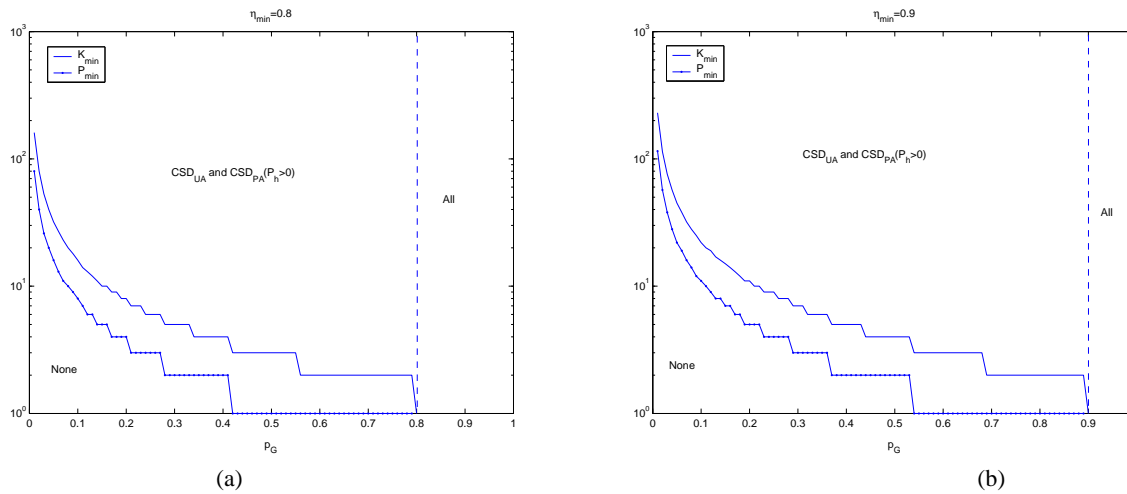 η_min=0.8
10^3
10^2
10^1
10^0
K_min
P_min
CSD_UA and CSD_PA(P_h>0)
All
None
0 0.1 0.2 0.3 0.4 0.5 0.6 0.7 0.8 0.9 1
p_G
(a)
η_min=0.9
10^3
10^2
10^1
10^0
K_min
P_min
CSD_UA and CSD_PA(P_h>0)
All
None
0 0.1 0.2 0.3 0.4 0.5 0.6 0.7 0.8 0.9
p_G
(b)